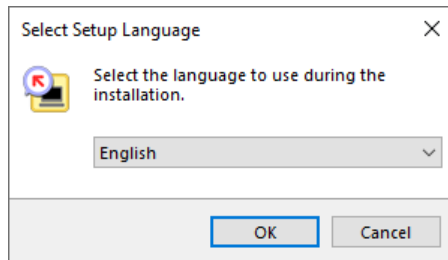 Select Setup Language
Select the language to use during the
installation.
English
OK
Cancel